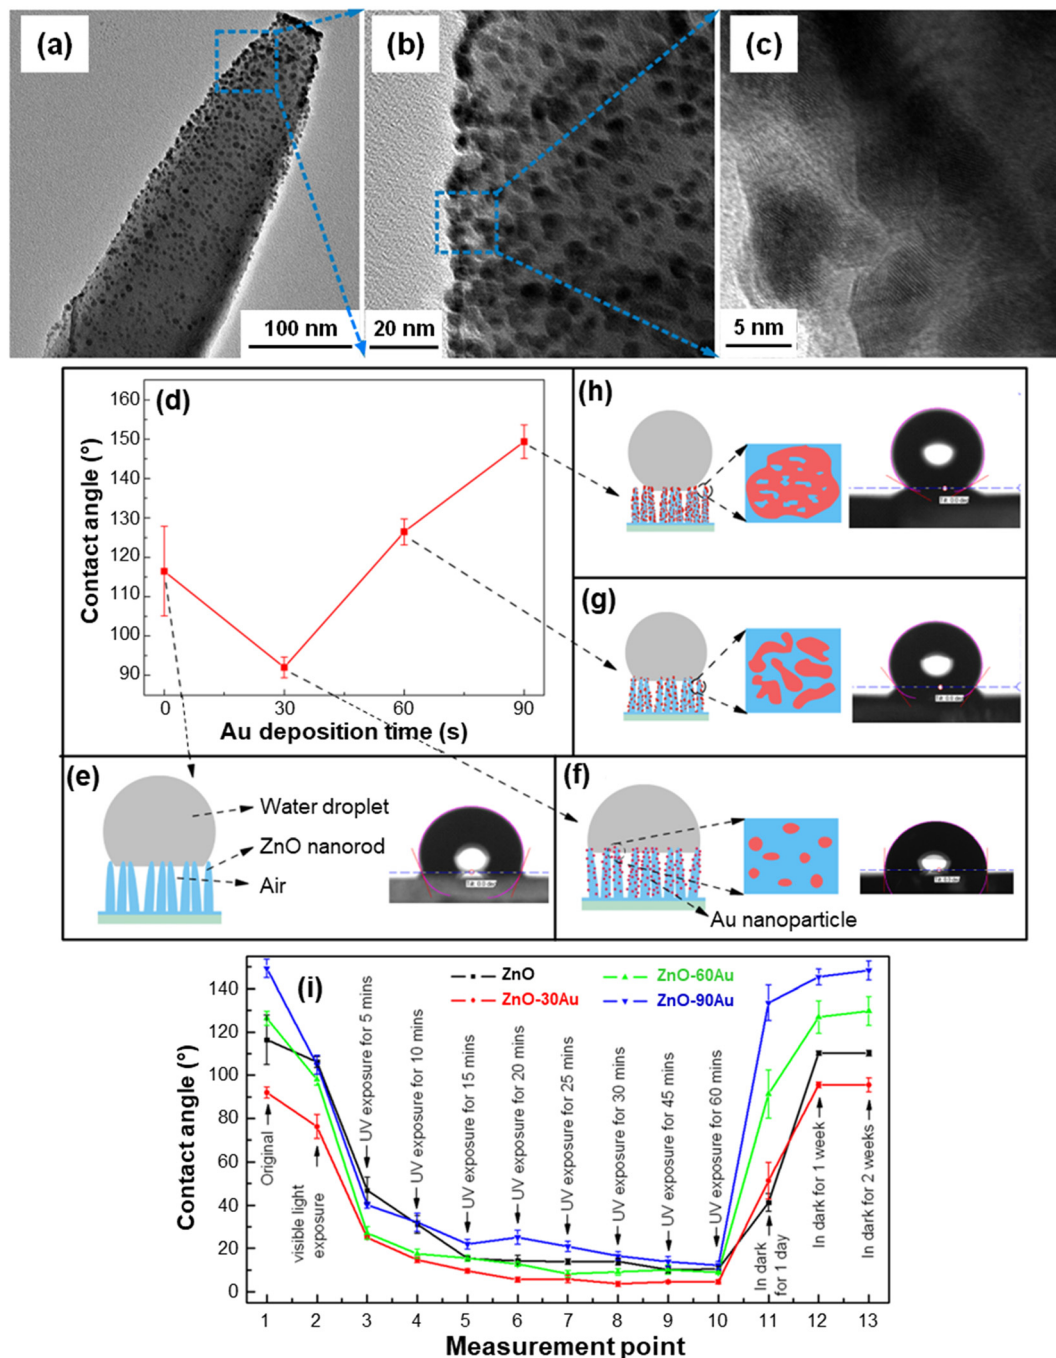 (a)
(b)
(c)
100 nm
20 nm
5 nm
(d)
160
150
140
130
120
110
100
90
Contact angle (°)
0
30
60
90
Au deposition time (s)
(h)
(g)
(e)
Water droplet
ZnO nanorod
Air
(f)
Au nanoparticle
(i)
ZnO
ZnO-30Au
ZnO-60Au
ZnO-90Au
140
120
100
80
60
40
20
0
Contact angle (°)
Original
visible light
exposure
UV exposure for 5 mins
UV exposure for 10 mins
UV exposure for 15 mins
UV exposure for 20 mins
UV exposure for 25 mins
UV exposure for 30 mins
UV exposure for 45 mins
UV exposure for 60 mins
In dark
for 1 day
In dark for 1 week
In dark for 2 weeks
1 2 3 4 5 6 7 8 9 10 11 12 13
Measurement point